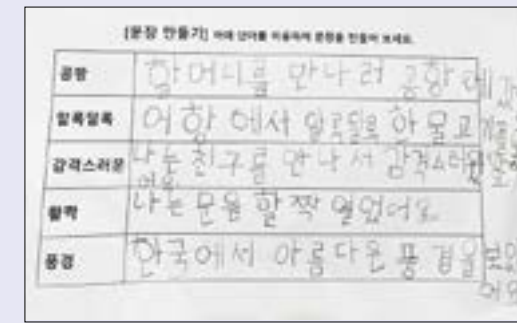 [문장 만들기] 아래 단어를 이용하여 문장을 만들어 보세요.
공항 할머니를 만나러 공항에 갔
알록달록 어항에서 알록달록 한 물고
감격스러운 나는 친구를 만나서 감격스러
어요
활짝 나는 문을 활짝 열었어요.
풍경 한국에서 아름다운 풍경을 보았
어요